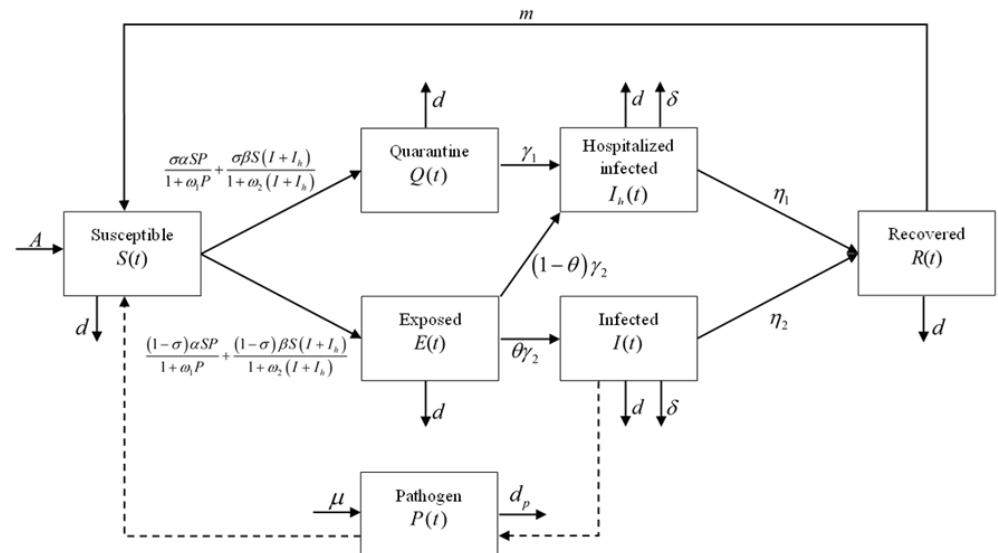 m
d
d δ
σαSP/(1+ω₁P) + σβS(I+I_h)/(1+ω₂(I+I_h))
Quarantine
Q(t)
γ₁
Hospitalized
infected
I_h(t)
η₁
A
Susceptible
S(t)
Recovered
R(t)
(1−θ)γ₂
d
(1−σ)αSP/(1+ω₁P) + (1−σ)βS(I+I_h)/(1+ω₂(I+I_h))
Exposed
E(t)
θγ₂
Infected
I(t)
η₂
d
d
d δ
μ
Pathogen
P(t)
d_p